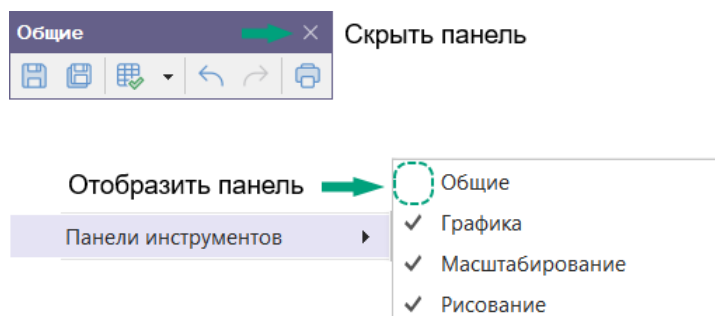 Общие
Скрыть панель
Отобразить панель
Общие
Панели инструментов
Графика
Масштабирование
Рисование